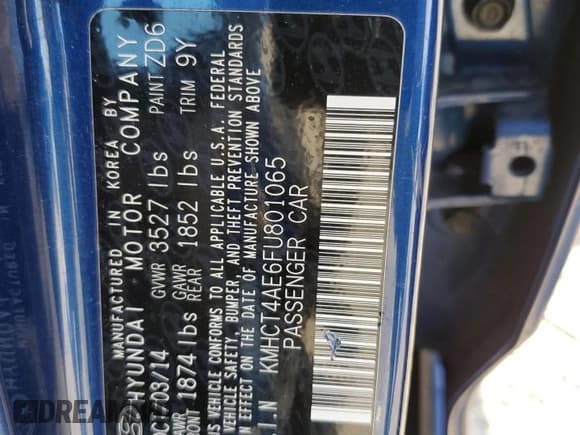 MANUFACTURED IN KOREA BY
HYUNDAI MOTOR COMPANY
03/14 GVWR 3527 lbs PAINT ZD6
FRONT 1874 lbs GAWR REAR 1852 lbs TRIM 9Y
CONFORMS TO ALL APPLICABLE U.S.A. FEDERAL
VEHICLE SAFETY, BUMPER, AND THEFT PREVENTION STANDARDS
IN EFFECT ON THE DATE OF MANUFACTURE SHOWN ABOVE
V.I.N KMHCT4AE6FU801065
PASSENGER CAR
DREAM